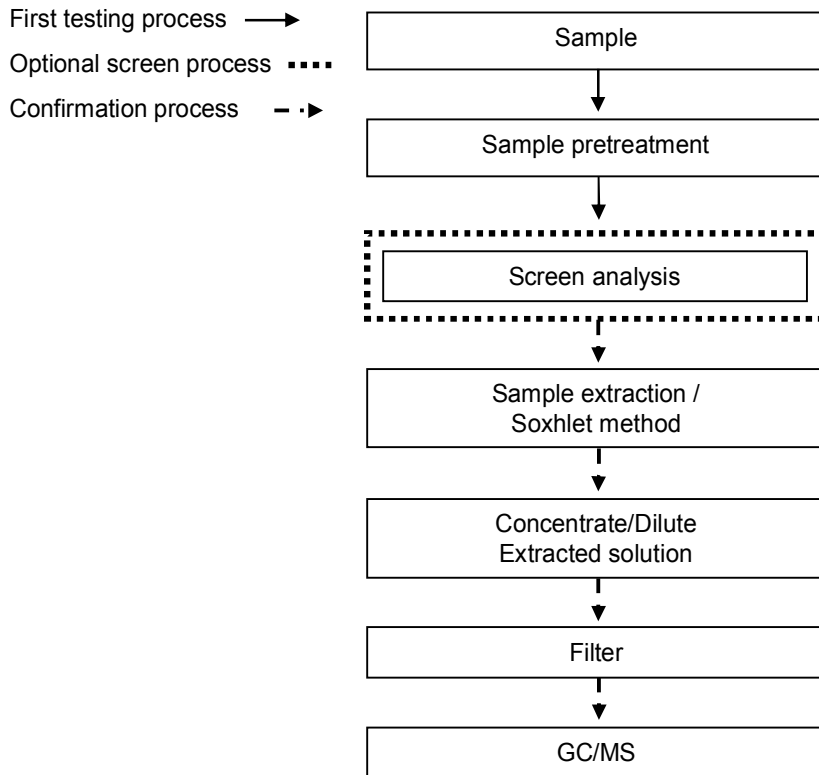 First testing process
Optional screen process
Confirmation process
Sample
Sample pretreatment
Screen analysis
Sample extraction /
Soxhlet method
Concentrate/Dilute
Extracted solution
Filter
GC/MS